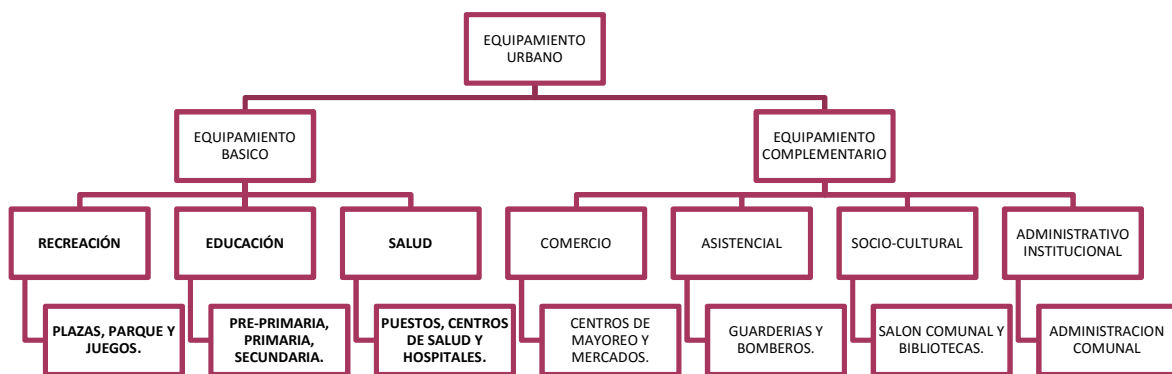 EQUIPAMIENTO
URBANO
EQUIPAMIENTO
BASICO
EQUIPAMIENTO
COMPLEMENTARIO
RECREACIÓN
EDUCACIÓN
SALUD
COMERCIO
ASISTENCIAL
SOCIO-CULTURAL
ADMINISTRATIVO
INSTITUCIONAL
PLAZAS, PARQUE Y
JUEGOS.
PRE-PRIMARIA,
PRIMARIA,
SECUNDARIA.
PUESTOS, CENTROS
DE SALUD Y
HOSPITALES.
CENTROS DE
MAYOREO Y
MERCADOS.
GUARDERIAS Y
BOMBEROS.
SALON COMUNAL Y
BIBLIOTECAS.
ADMINISTRACION
COMUNAL